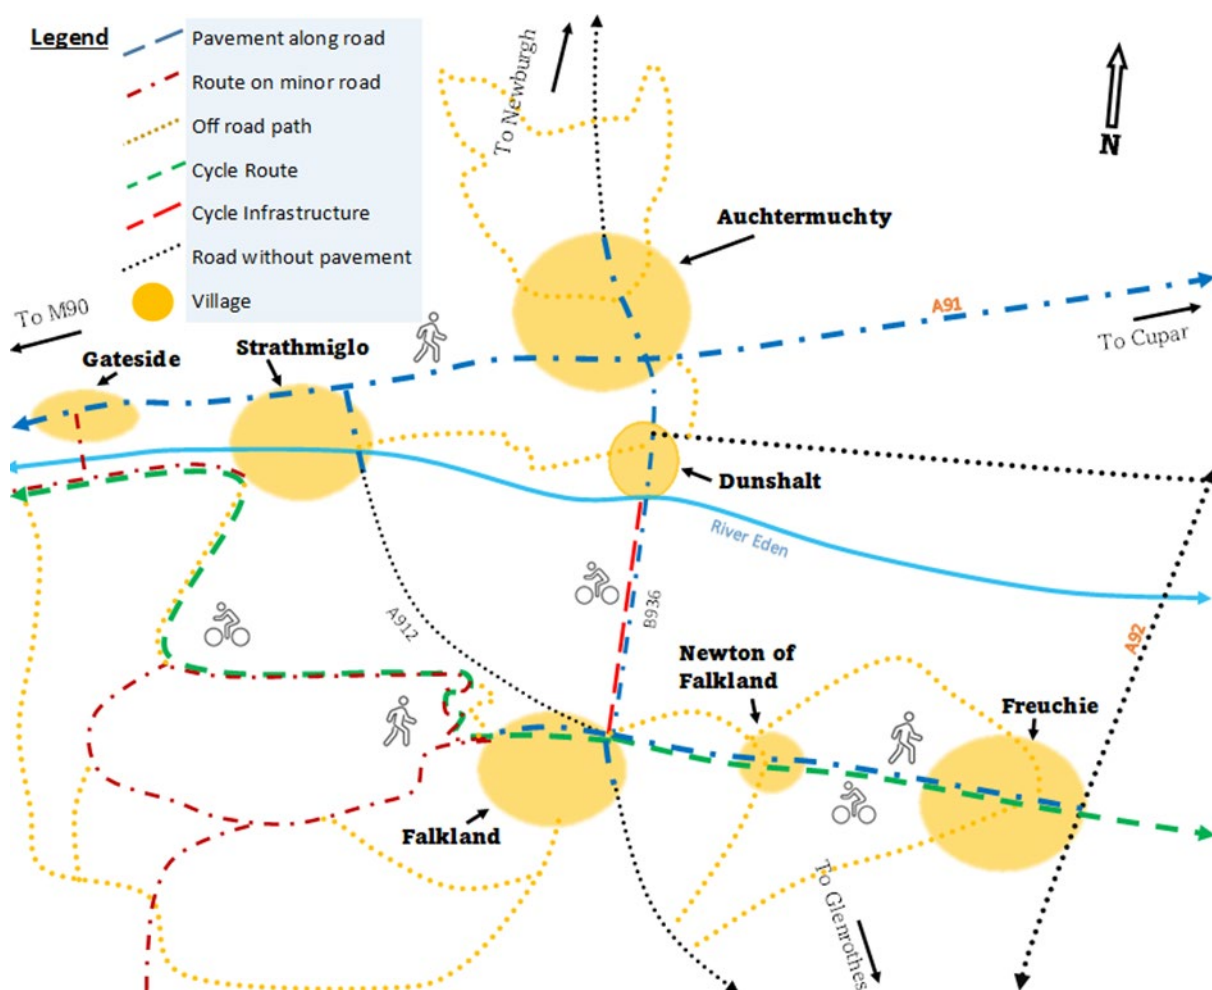 Legend
Pavement along road
Route on minor road
Off road path
Cycle Route
Cycle Infrastructure
Road without pavement
Village
To Newburgh
N
Auchtermuchty
To M90
A91
To Cupar
Gateside
Strathmiglo
Dunshalt
River Eden
A912
B936
A92
Newton of
Falkland
Freuchie
Falkland
To Glenrothes